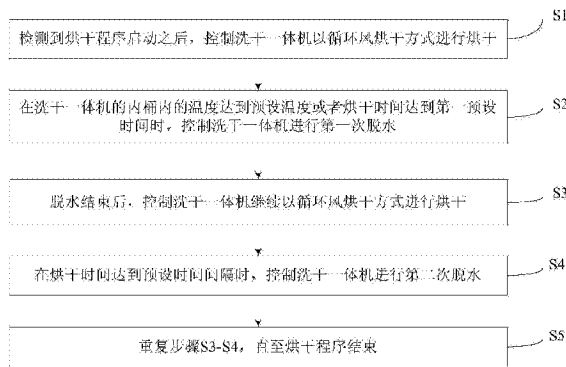 S1
检测到烘干程序启动之后，控制洗干一体机以循环风烘干方式进行烘干
S2
在洗干一体机的内桶内的温度达到预设温度或者烘干时间达到第一预设
时间时，控制洗干一体机进行第一次脱水
S3
脱水结束后，控制洗干一体机继续以循环风烘干方式进行烘干
S4
在烘干时间达到预设时间间隔时，控制洗干一体机进行第二次脱水
S5
重复步骤S3-S4，直至烘干程序结束